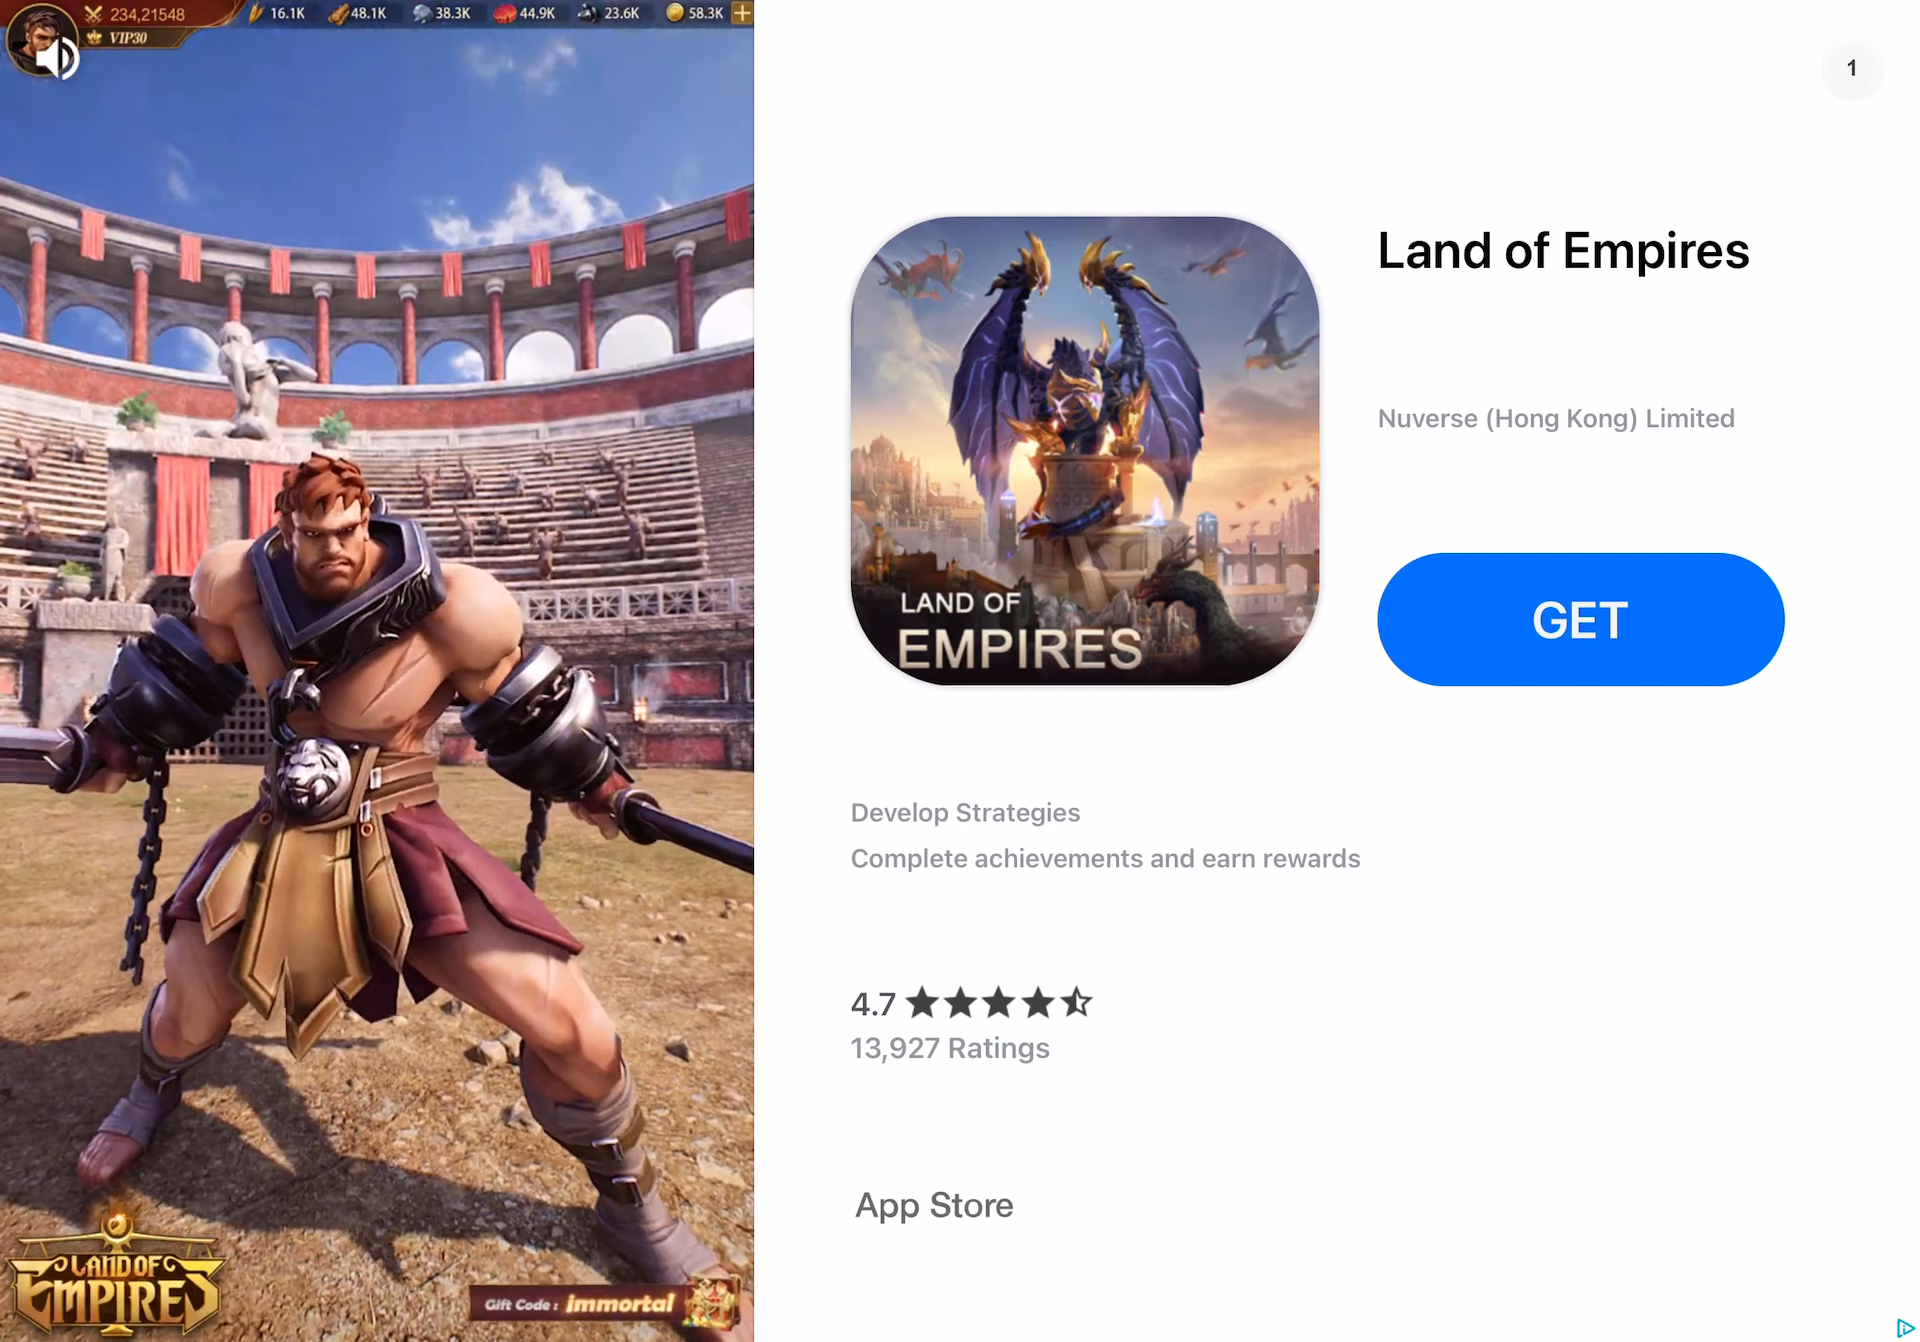 234,21548
16.1K
48.1K
38.3K
44.9K
23.6K
58.3K
VIP30
1
LAND OF
EMPIRES
Land of Empires
Nuverse (Hong Kong) Limited
GET
Develop Strategies
Complete achievements and earn rewards
4.7
13,927 Ratings
App Store
LAND OF
EMPIRES
Gift Code : immortal